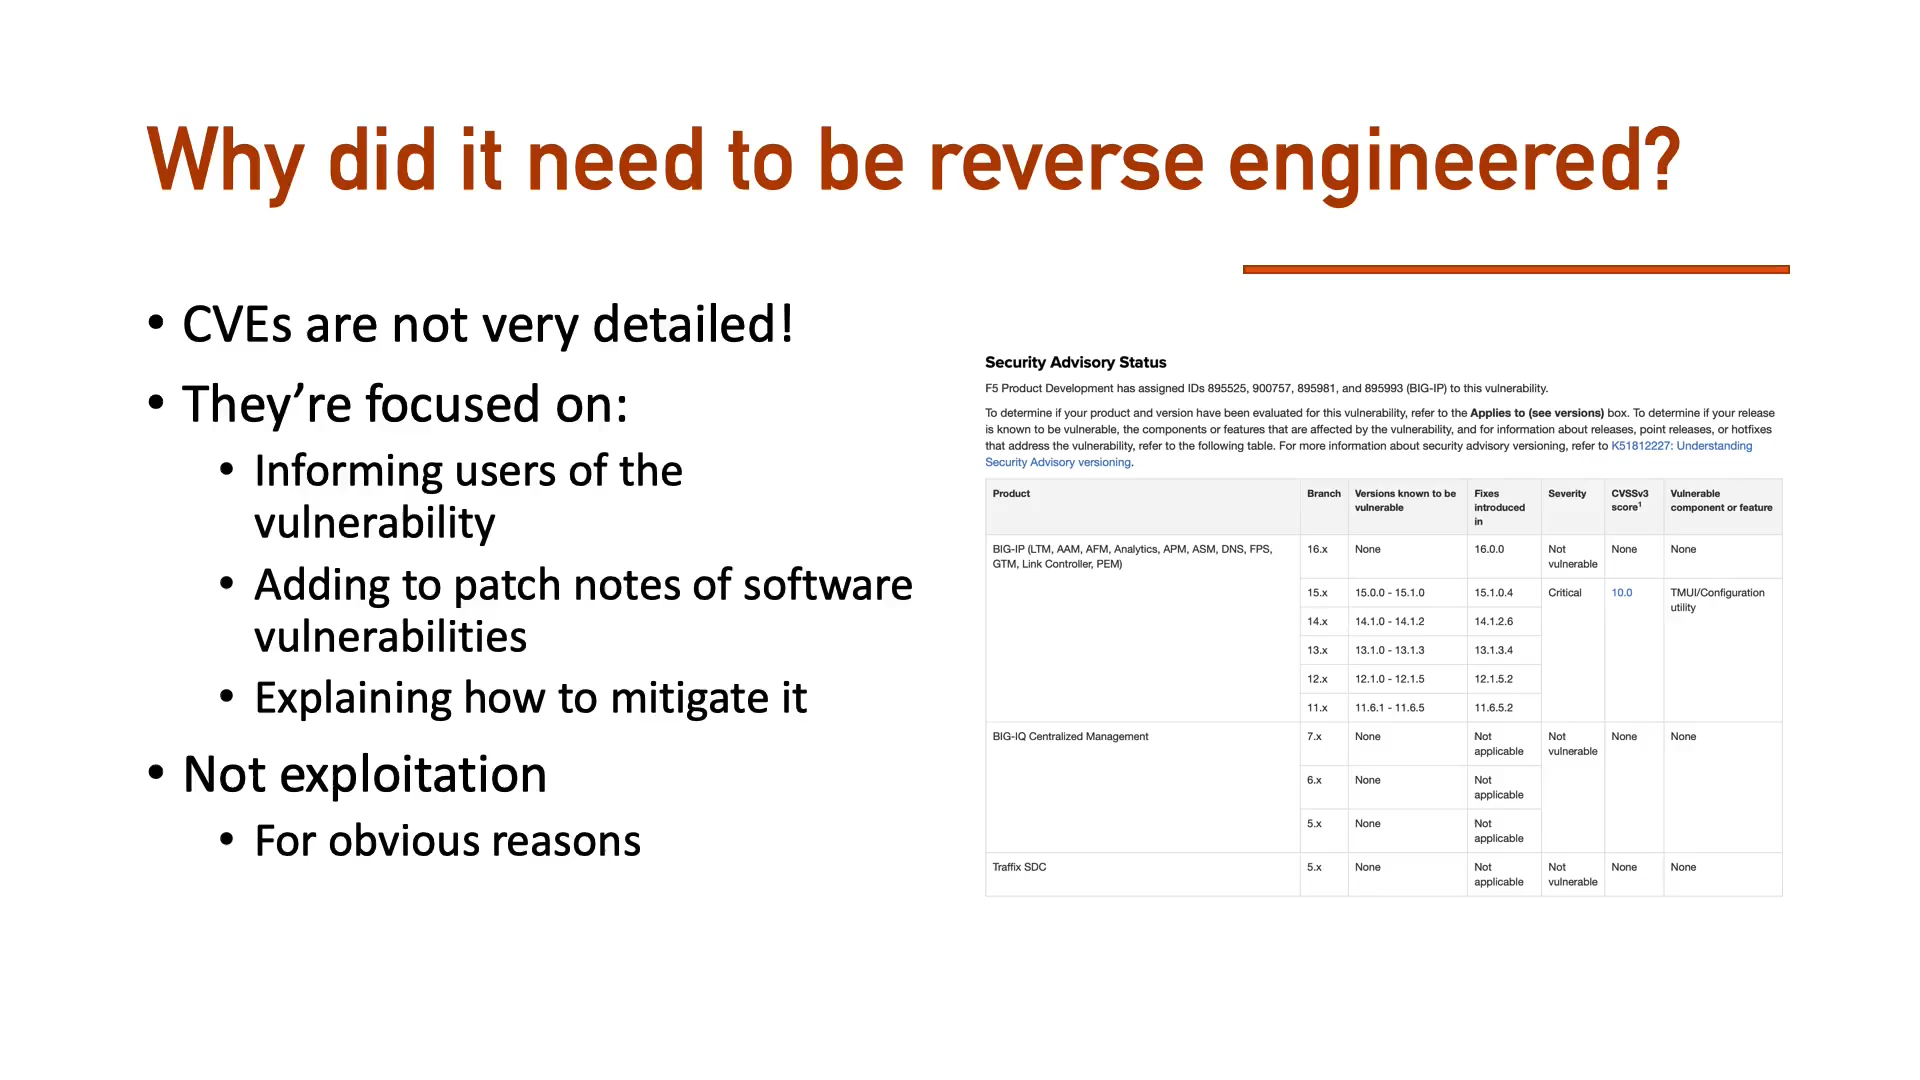 Why did it need to be reverse engineered?
• CVEs are not very detailed!
• They’re focused on:
• Informing users of the
vulnerability
• Adding to patch notes of software
vulnerabilities
• Explaining how to mitigate it
• Not exploitation
• For obvious reasons
Security Advisory Status
F5 Product Development has assigned IDs 895525, 900757, 895981, and 895993 (BIG-IP) to this vulnerability.
To determine if your product and version have been evaluated for this vulnerability, refer to the Applies to (see versions) box. To determine if your release
is known to be vulnerable, the components or features that are affected by the vulnerability, and for information about releases, point releases, or hotfixes
that address the vulnerability, refer to the following table. For more information about security advisory versioning, refer to K51812227: Understanding
Security Advisory versioning.
Product Branch Versions known to be vulnerable Fixes introduced in Severity CVSSv3 score1 Vulnerable component or feature
BIG-IP (LTM, AAM, AFM, Analytics, APM, ASM, DNS, FPS, GTM, Link Controller, PEM) 16.x None 16.0.0 Not vulnerable None None
15.x 15.0.0 - 15.1.0 15.1.0.4 Critical 10.0 TMUI/Configuration utility
14.x 14.1.0 - 14.1.2 14.1.2.6
13.x 13.1.0 - 13.1.3 13.1.3.4
12.x 12.1.0 - 12.1.5 12.1.5.2
11.x 11.6.1 - 11.6.5 11.6.5.2
BIG-IQ Centralized Management 7.x None Not applicable Not vulnerable None None
6.x None Not applicable
5.x None Not applicable
Traffix SDC 5.x None Not applicable Not vulnerable None None